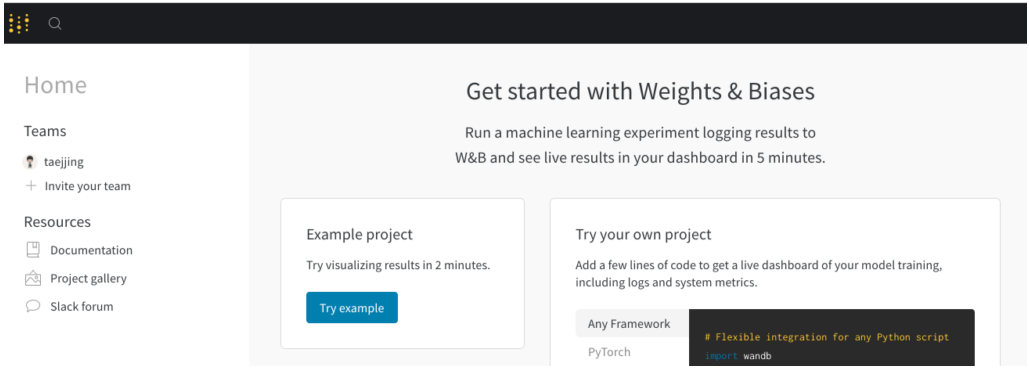 Home
Teams
taejjing
Invite your team
Resources
Documentation
Project gallery
Slack forum
Get started with Weights & Biases
Run a machine learning experiment logging results to
W&B and see live results in your dashboard in 5 minutes.
Example project
Try visualizing results in 2 minutes.
Try example
Try your own project
Add a few lines of code to get a live dashboard of your model training,
including logs and system metrics.
Any Framework
PyTorch
# Flexible integration for any Python script
import wandb